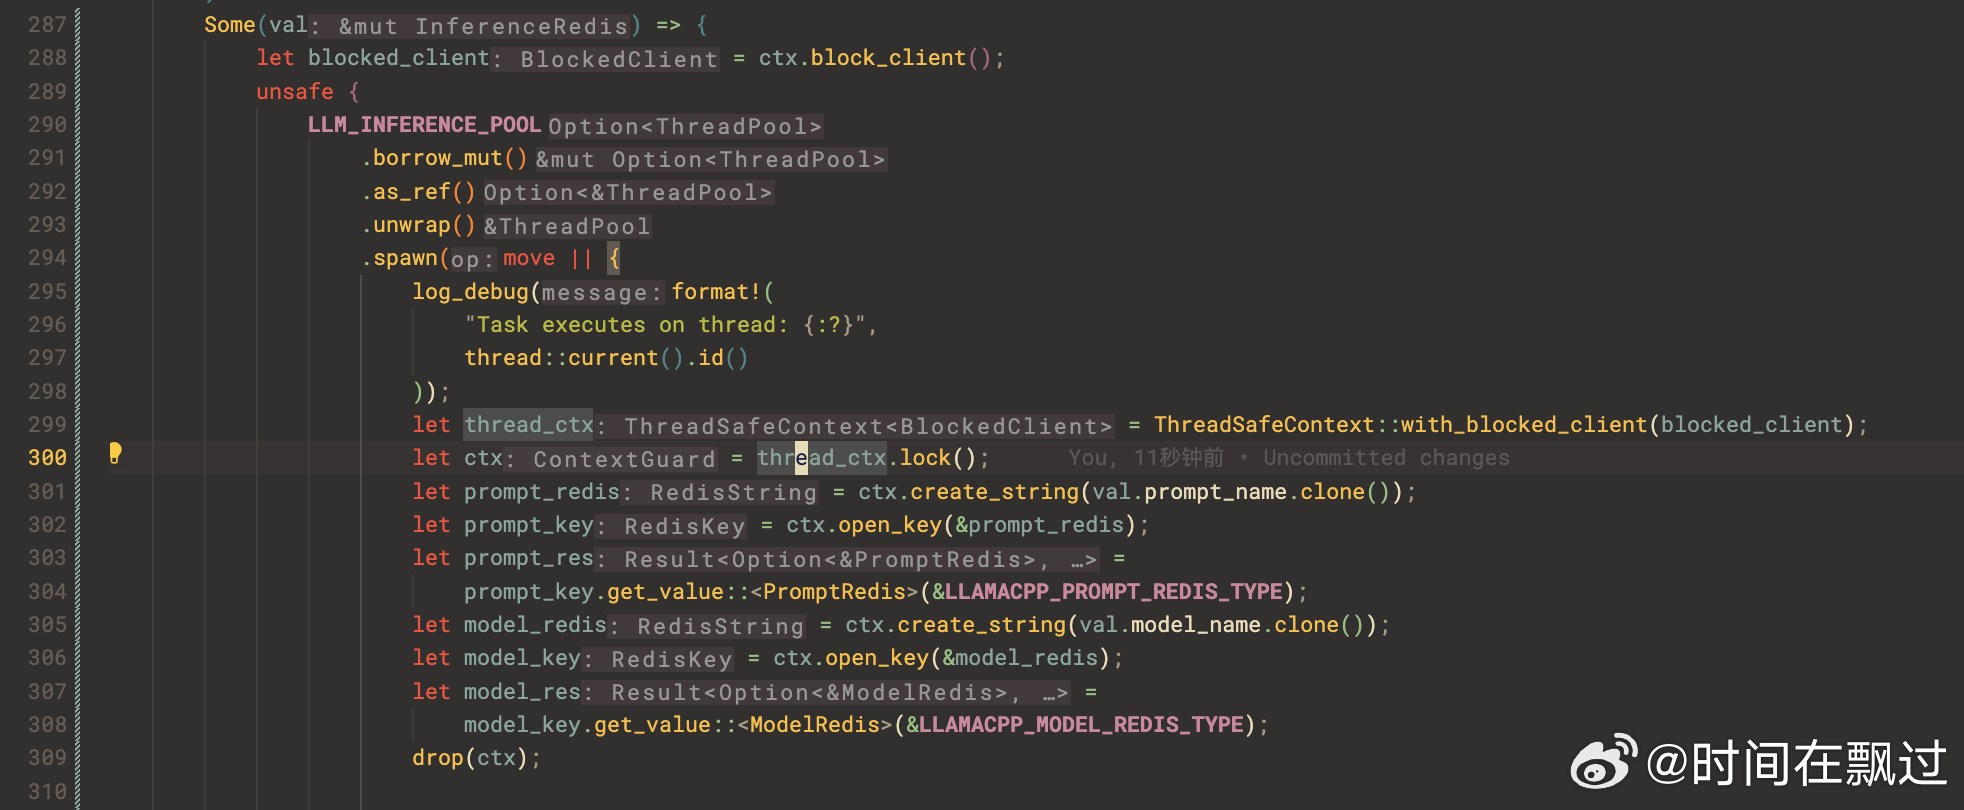 287 Some(val: &mut InferenceRedis) => {
288 let blocked_client: BlockedClient = ctx.block_client();
289 unsafe {
290 LLM_INFERENCE_POOL Option<ThreadPool>
291 .borrow_mut() &mut Option<ThreadPool>
292 .as_ref() Option<&ThreadPool>
293 .unwrap() &ThreadPool
294 .spawn(op: move || {
295 log_debug(message: format!(
296 "Task executes on thread: {:?}",
297 thread::current().id()
298 ));
299 let thread_ctx: ThreadSafeContext<BlockedClient> = ThreadSafeContext::with_blocked_client(blocked_client);
300 let ctx: ContextGuard = thread_ctx.lock(); You, 11秒钟前 • Uncommitted changes
301 let prompt_redis: RedisString = ctx.create_string(val.prompt_name.clone());
302 let prompt_key: RedisKey = ctx.open_key(&prompt_redis);
303 let prompt_res: Result<Option<&PromptRedis>, …> =
304 prompt_key.get_value::<PromptRedis>(&LLAMACPP_PROMPT_REDIS_TYPE);
305 let model_redis: RedisString = ctx.create_string(val.model_name.clone());
306 let model_key: RedisKey = ctx.open_key(&model_redis);
307 let model_res: Result<Option<&ModelRedis>, …> =
308 model_key.get_value::<ModelRedis>(&LLAMACPP_MODEL_REDIS_TYPE);
309 drop(ctx);
310
@时间在飘过